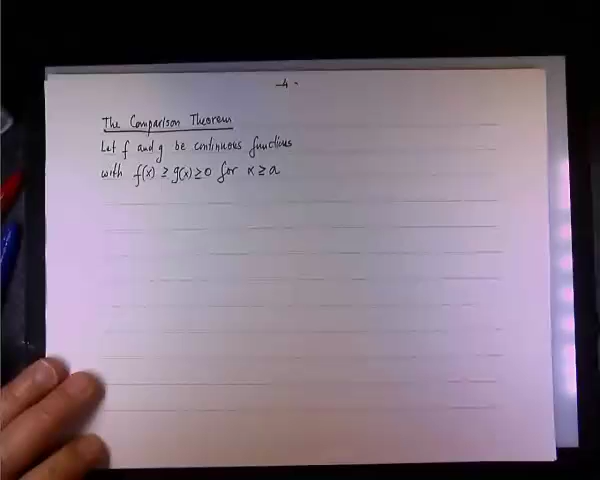 -4-
The Comparison Theorem
Let f and g be continuous functions
with f(x) ≥ g(x) ≥ 0 for x ≥ a